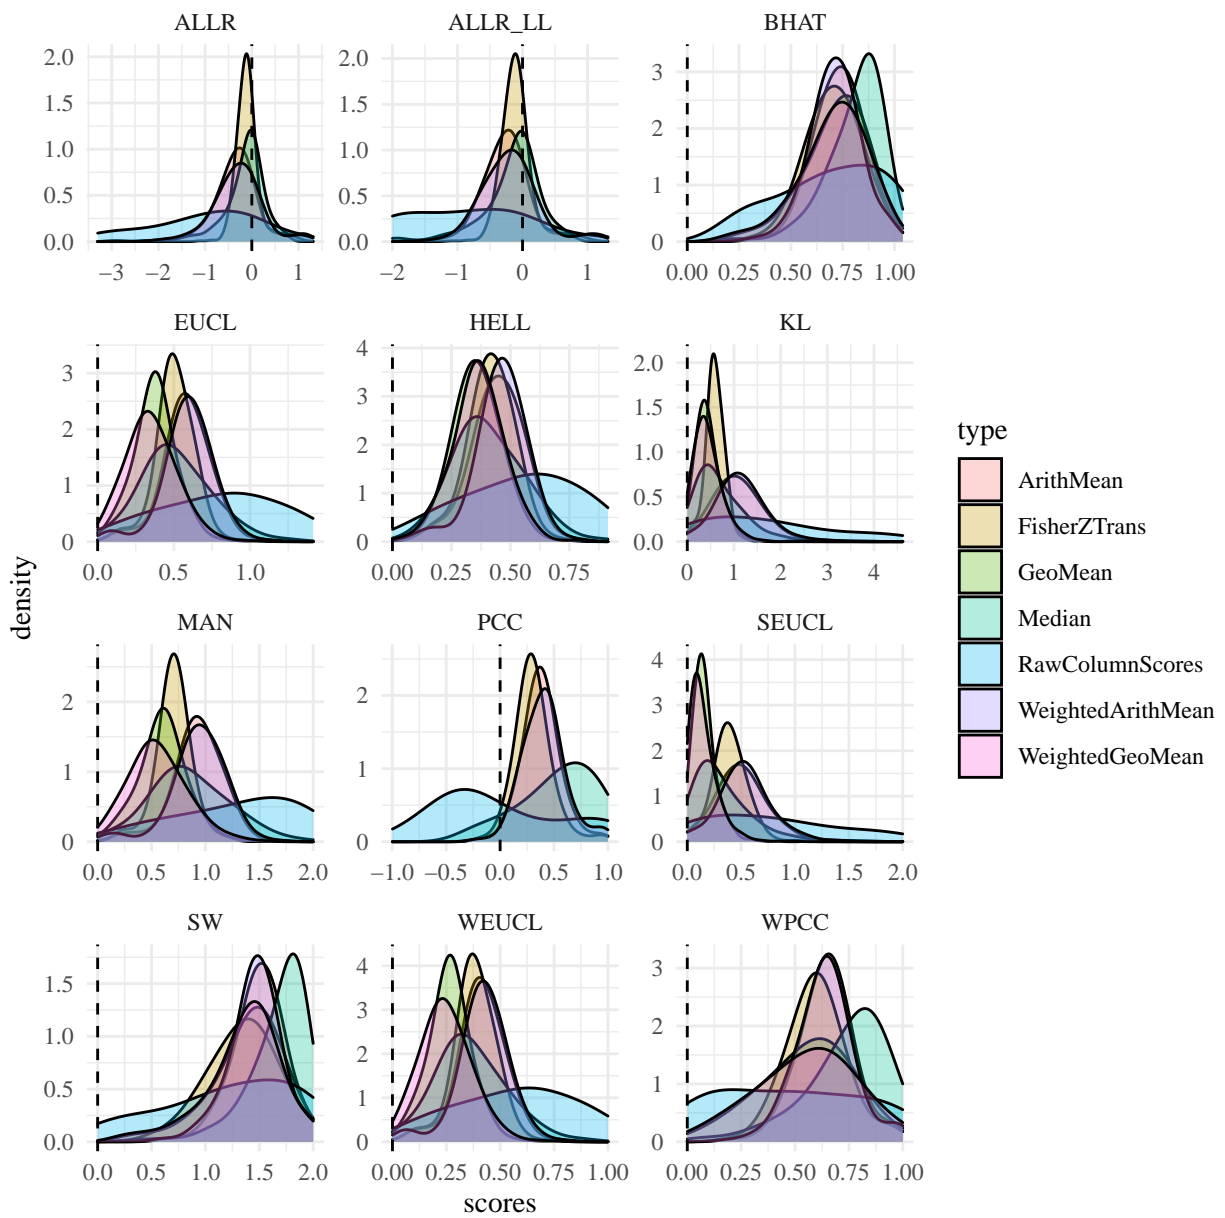 ALLR ALLR_LL BHAT
2.0 2.0 3
1.5 1.5 2
1.0 1.0 1
0.5 0.5
0.0 0.0 0
−3 −2 −1 0 1 −2 −1 0 1 0.00 0.25 0.50 0.75 1.00
EUCL HELL KL
3 4 2.0
2 3 1.5
1 2 1.0
0 1 0.5
0 0.0
0.0 0.5 1.0 0.00 0.25 0.50 0.75 0 1 2 3 4
MAN PCC SEUCL
2 2 4
1 1 3
0 0 2
1
0
0.0 0.5 1.0 1.5 2.0 −1.0 −0.5 0.0 0.5 1.0 0.0 0.5 1.0 1.5 2.0
SW WEUCL WPCC
1.5 4 3
1.0 3 2
0.5 2 1
0.0 1 0
0
0.0 0.5 1.0 1.5 2.0 0.00 0.25 0.50 0.75 1.00 0.00 0.25 0.50 0.75 1.00
scores
density
type
ArithMean
FisherZTrans
GeoMean
Median
RawColumnScores
WeightedArithMean
WeightedGeoMean